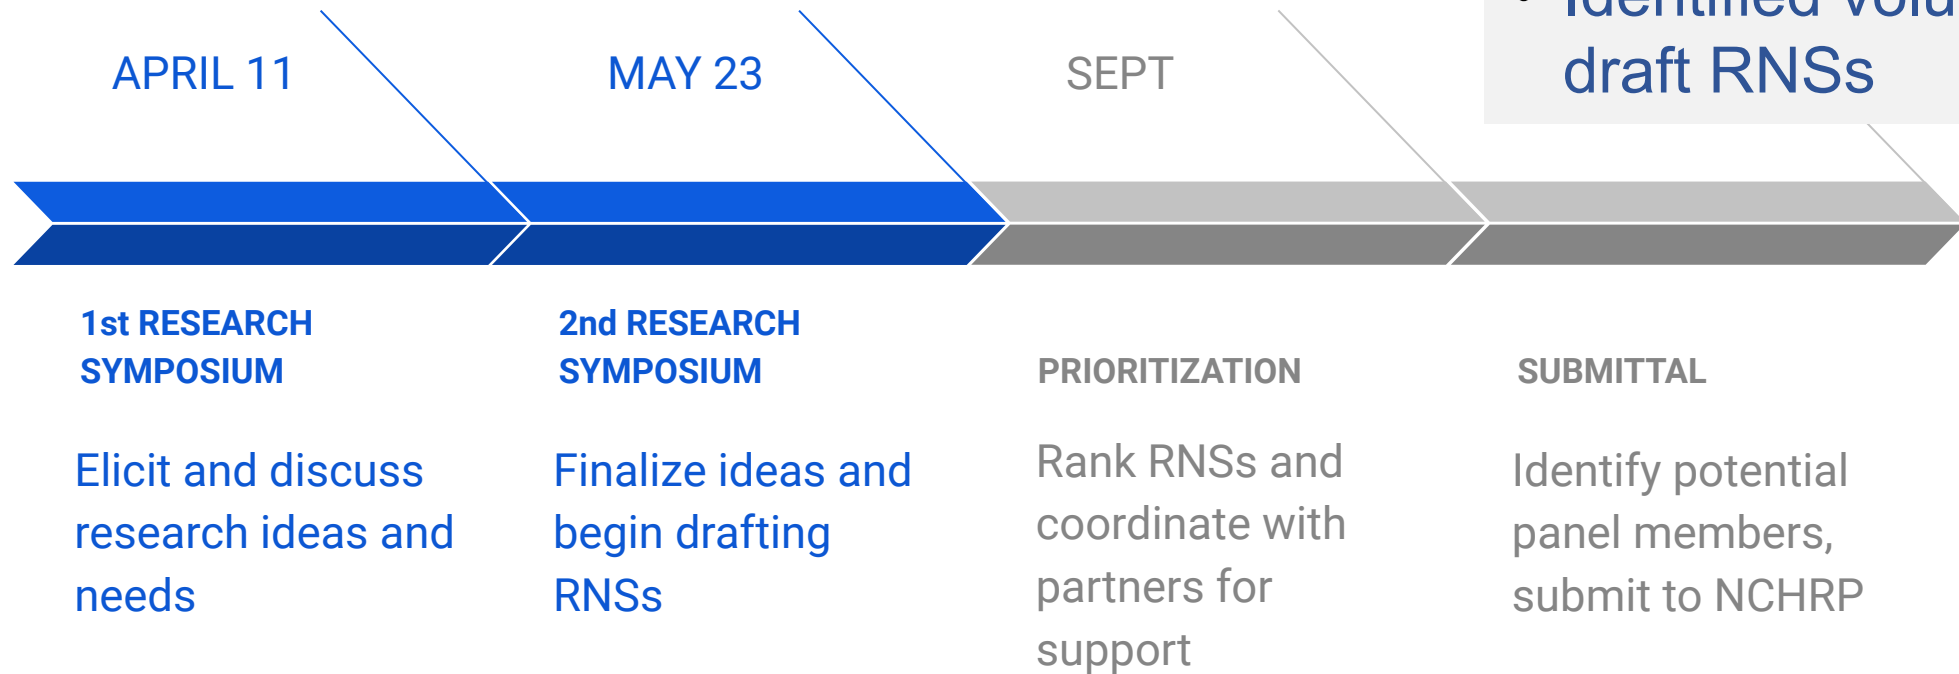 • Identified
draft RNSs
APRIL 11
MAY 23
SEPT
1st RESEARCH
SYMPOSIUM
Elicit and discuss
research ideas and
needs
2nd RESEARCH
SYMPOSIUM
Finalize ideas and
begin drafting
RNSs
PRIORITIZATION
Rank RNSs and
coordinate with
partners for
support
SUBMITTAL
Identify potential
panel members,
submit to NCHRP